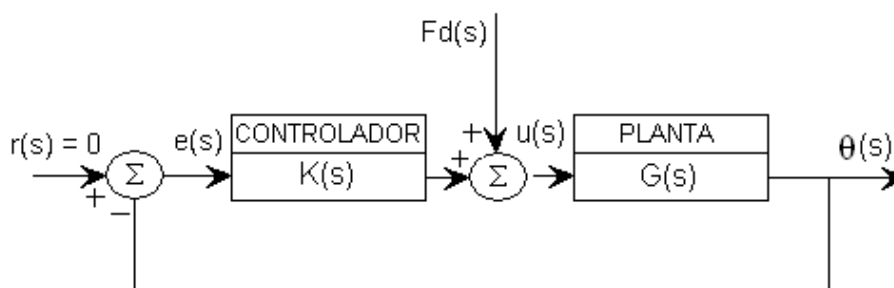 Fd(s)
r(s) = 0
e(s)
CONTROLADOR
K(s)
u(s)
PLANTA
G(s)
θ(s)
Σ
Σ
+
−
+
+